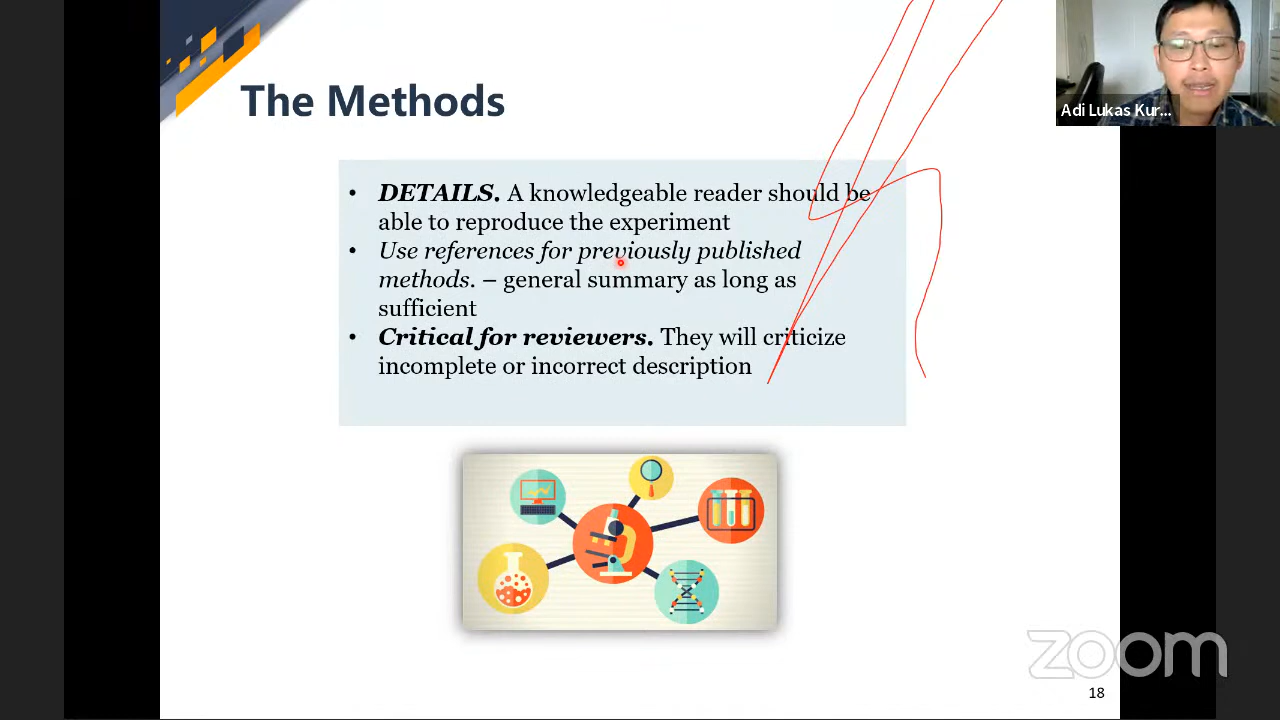 The Methods
Adi Lukas Kur...
• DETAILS. A knowledgeable reader should be
able to reproduce the experiment
• Use references for previously published
methods. – general summary as long as
sufficient
• Critical for reviewers. They will criticize
incomplete or incorrect description
zoom
18